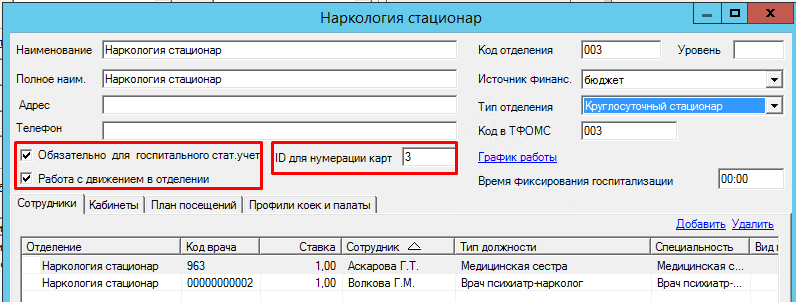 Наркология стационар
Наименование Наркология стационар Код отделения 003 Уровень
Полное наим. Наркология стационар Источник финанс. бюджет
Адрес Тип отделения Круглосуточный стационар
Телефон Код в ТФОМС 003
Обязательно для госпитального стат.учет ID для нумерации карт 3 График работы
Работа с движением в отделении Время фиксирования госпитализации 00:00
Сотрудники Кабинеты План посещений Профили коек и палаты
Добавить Удалить
Отделение Код врача Ставка Сотрудник Тип должности Специальность Вид п
Наркология стационар 963 1,00 Аскарова Г.Т. Медицинская сестра Медицинская с...
Наркология стационар 00000000002 1,00 Волкова Г.М. Врач психиатр-нарколог Врач психиатр-...